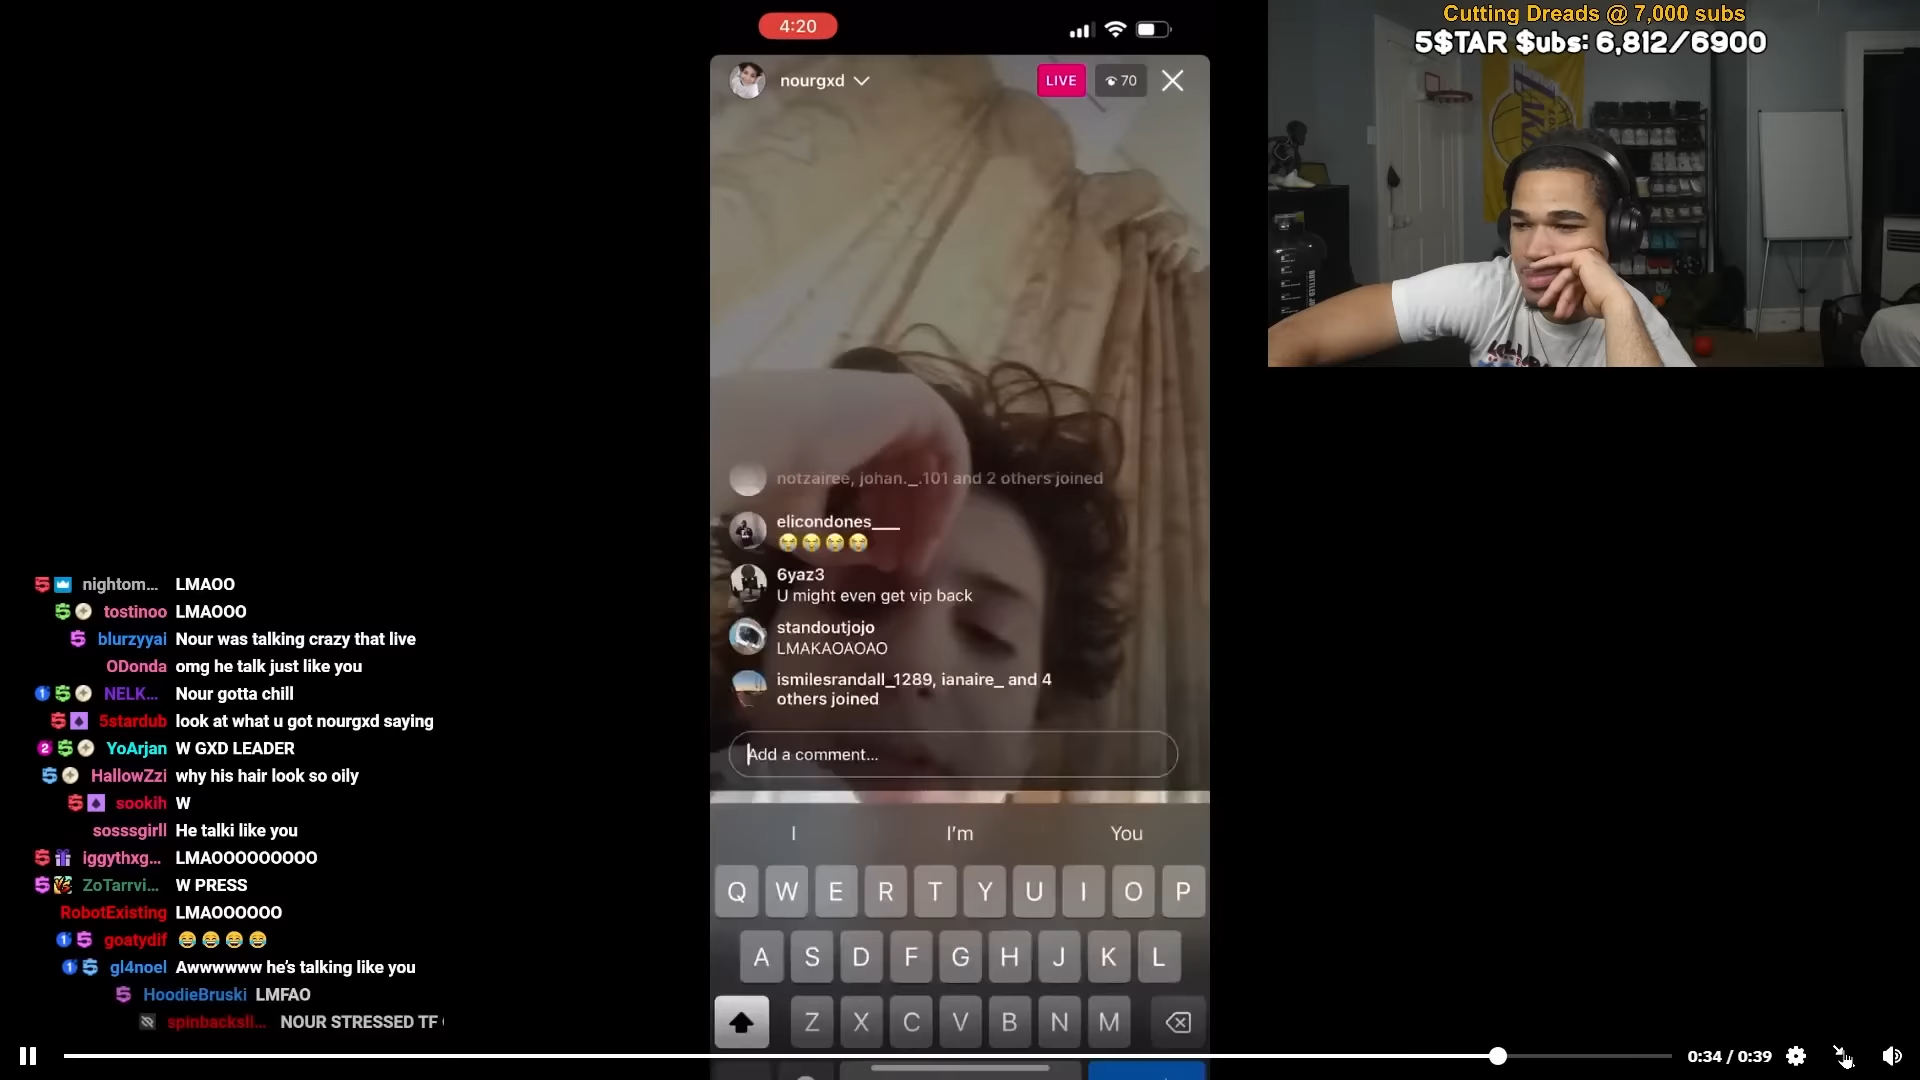 4:20
nourgxd
LIVE
70
notzairee, johan._.101 and 2 others joined
elicondones___
😭😭😭😭
6yaz3
U might even get vip back
standoutjojo
LMAKAOAOAO
ismilesrandall_1289, ianaire_ and 4
others joined
Add a comment...
I I'm You
Q W E R T Y U I O P
A S D F G H J K L
Z X C V B N M
Cutting Dreads @ 7,000 subs
5$TAR $ubs: 6,812/6900
nightom... LMAOO
tostinoo LMAOOO
blurzyyai Nour was talking crazy that live
ODonda omg he talk just like you
NELK... Nour gotta chill
5stardub look at what u got nourgxd saying
YoArjan W GXD LEADER
HallowZzi why his hair look so oily
sookih W
sosssgirll He talki like you
iggythxg... LMAOOOOOOOOO
ZoTarrvi... W PRESS
RobotExisting LMAOOOOOO
goatydif 😂😂😂😂
gl4noel Awwwwww he's talking like you
HoodieBruski LMFAO
spinbacksll... NOUR STRESSED TF
0:34 / 0:39